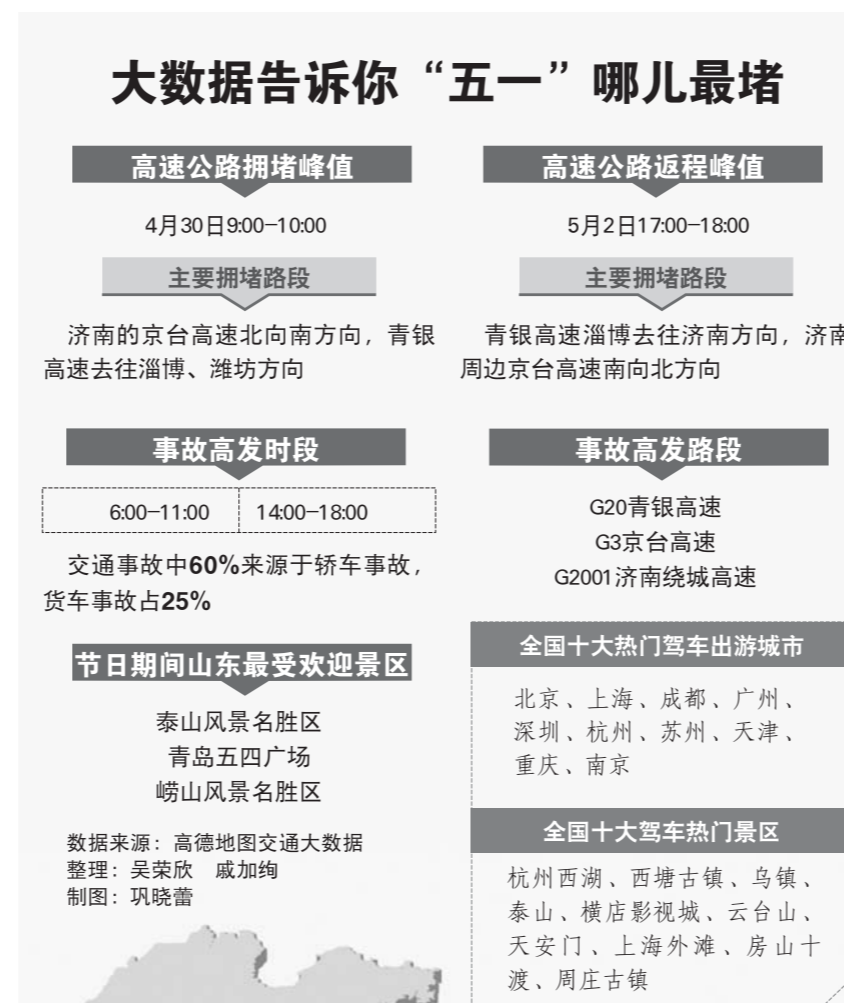 大数据告诉你“五一”哪儿最堵
高速公路拥堵峰值
4月30日9:00—10:00
主要拥堵路段
济南的京台高速北向南方向，青银
高速去往淄博、潍坊方向
高速公路返程峰值
5月2日17:00—18:00
主要拥堵路段
青银高速淄博去往济南方向，济南
周边京台高速南向北方向
事故高发时段
6:00—11:00 14:00—18:00
交通事故中60%来源于轿车事故，
货车事故占25%
事故高发路段
G20青银高速
G3京台高速
G2001济南绕城高速
节日期间山东最受欢迎景区
泰山风景名胜区
青岛五四广场
崂山风景名胜区
数据来源：高德地图交通大数据
整理：吴荣欣 戚加绚
制图：巩晓蕾
全国十大热门驾车出游城市
北京、上海、成都、广州、
深圳、杭州、苏州、天津、
重庆、南京
全国十大驾车热门景区
杭州西湖、西塘古镇、乌镇、
泰山、横店影视城、云台山、
天安门、上海外滩、房山十
渡、周庄古镇